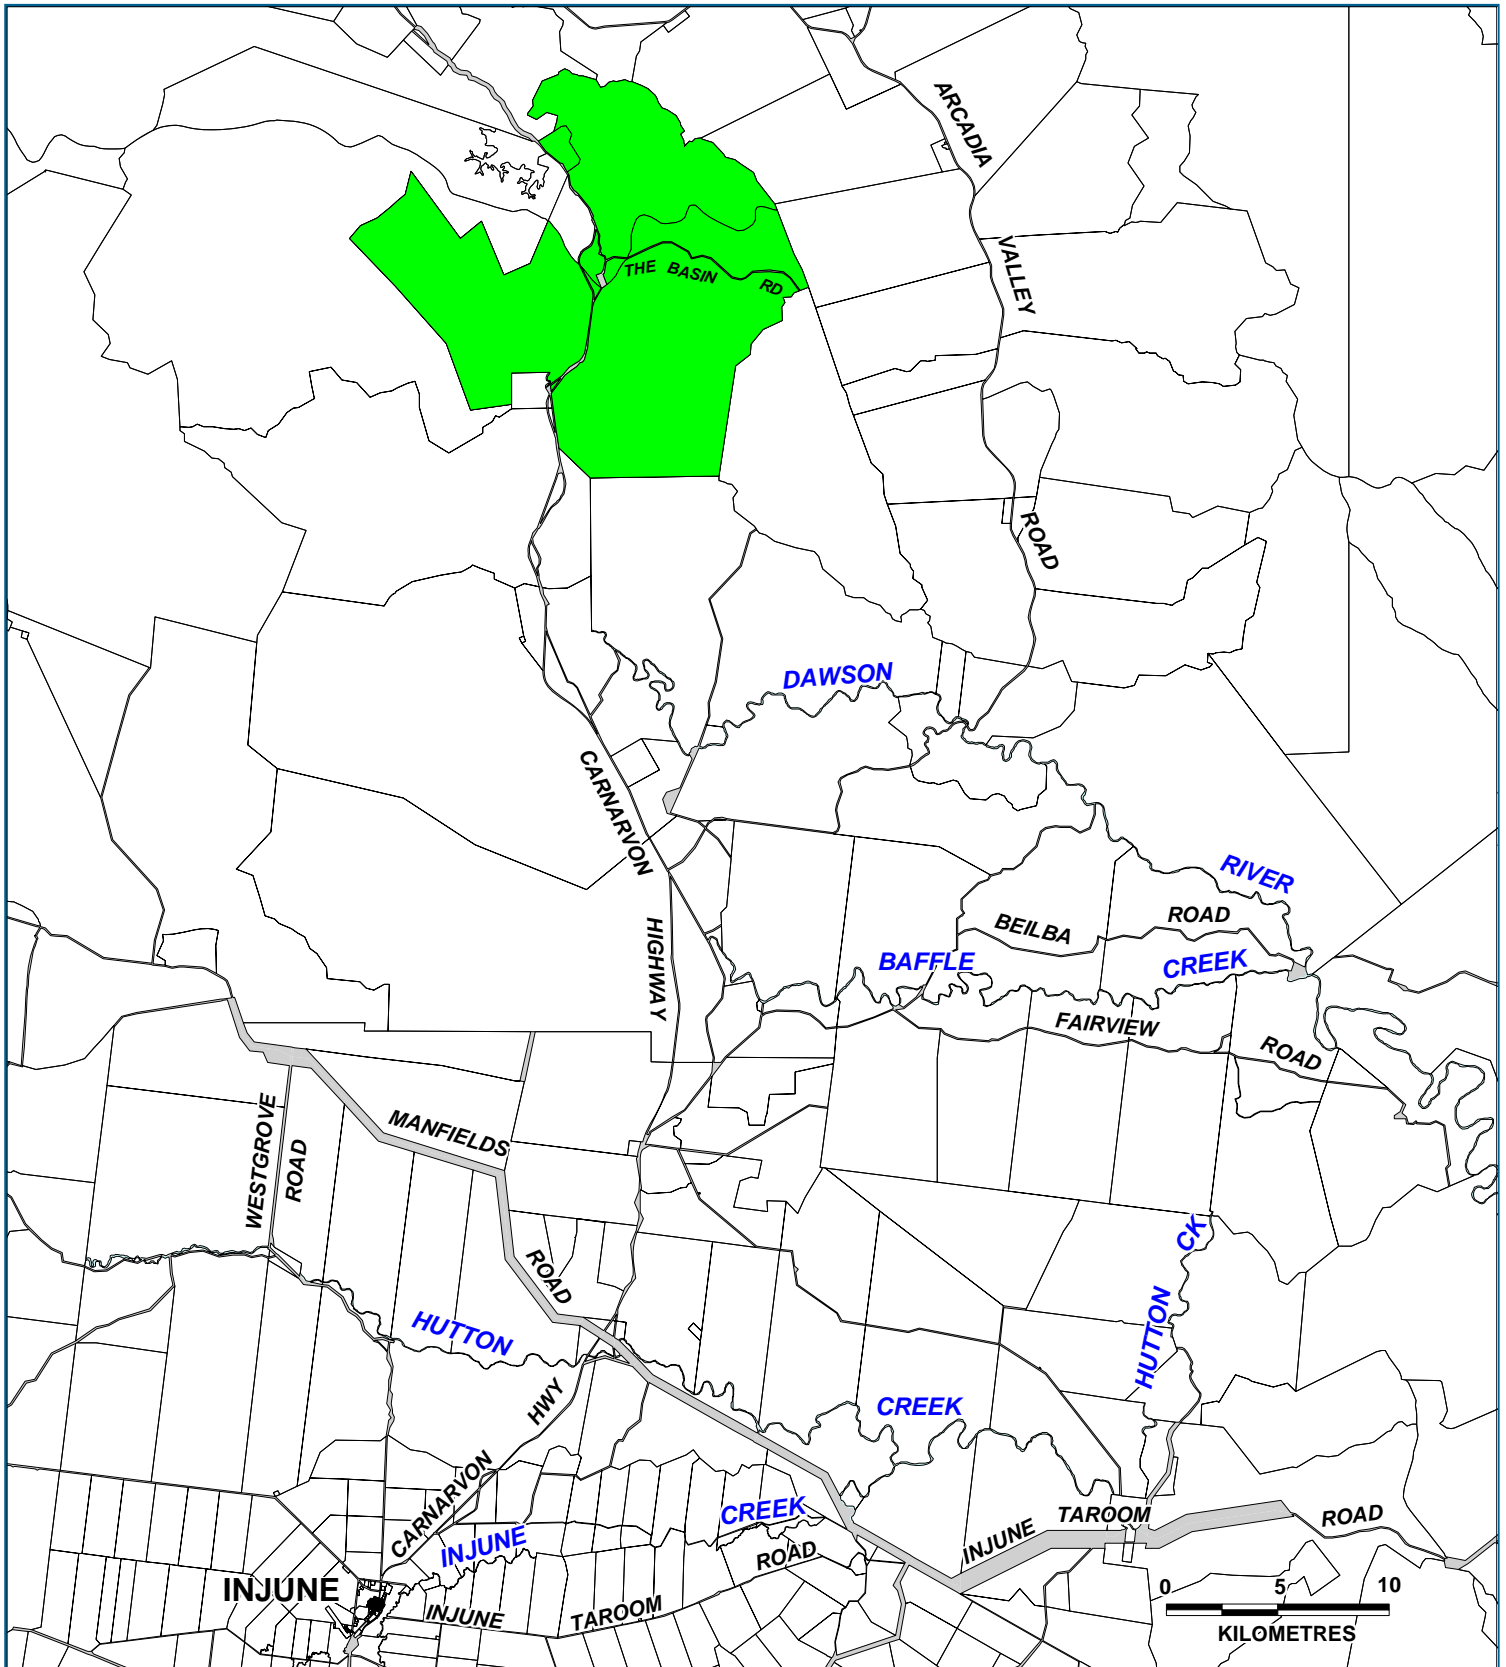 ARCADIA
VALLEY
ROAD
THE BASIN RD
DAWSON
RIVER
CARNARVON
HIGHWAY
BEILBA ROAD
BAFFLE CREEK
FAIRVIEW ROAD
WESTGROVE
ROAD
MANFIELDS
ROAD
HUTTON CK
HUTTON
CREEK
CARNARVON HWY
INJUNE CREEK
INJUNE TAROOM ROAD
INJUNE
INJUNE TAROOM ROAD
0 5 10
KILOMETRES